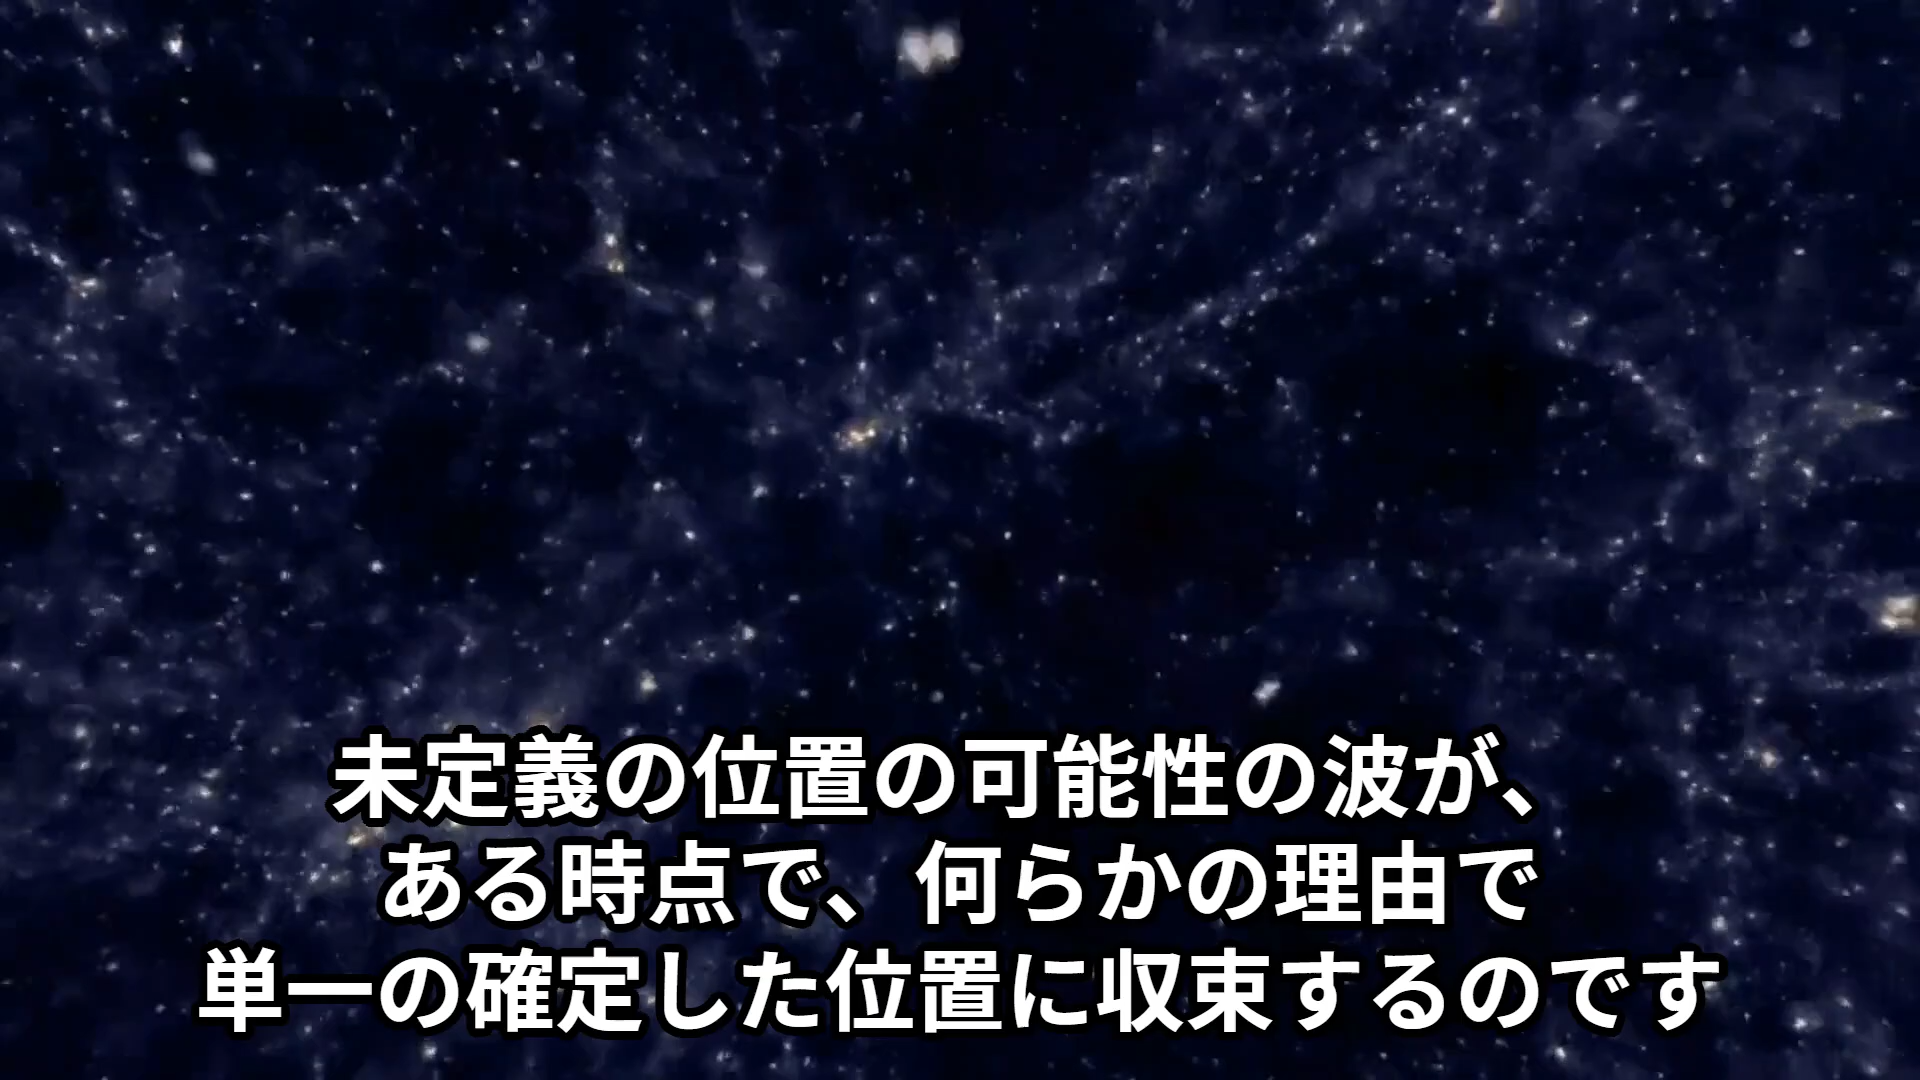 未定義の位置の可能性の波が、
ある時点で、何らかの理由で
単一の確定した位置に収束するのです